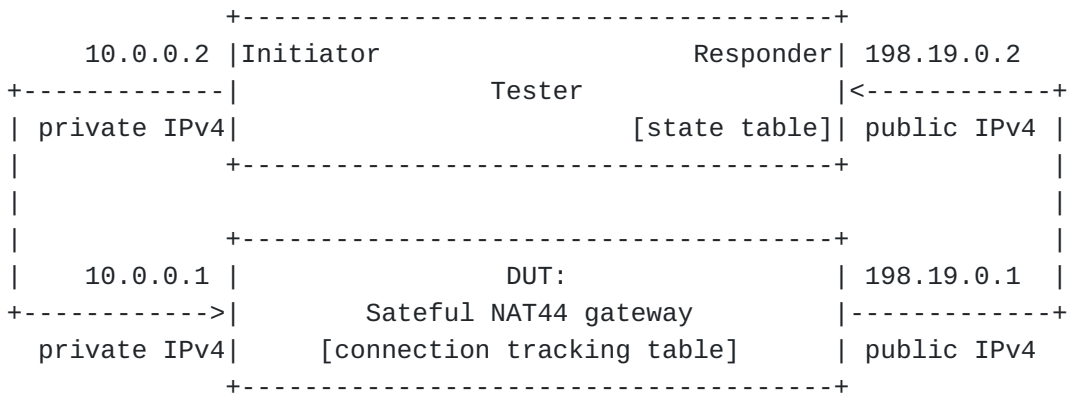 10.0.0.2 |Initiator Responder| 198.19.0.2
Tester
private IPv4| [state table]| public IPv4
10.0.0.1 | DUT: | 198.19.0.1
Sateful NAT44 gateway
private IPv4| [connection tracking table] | public IPv4